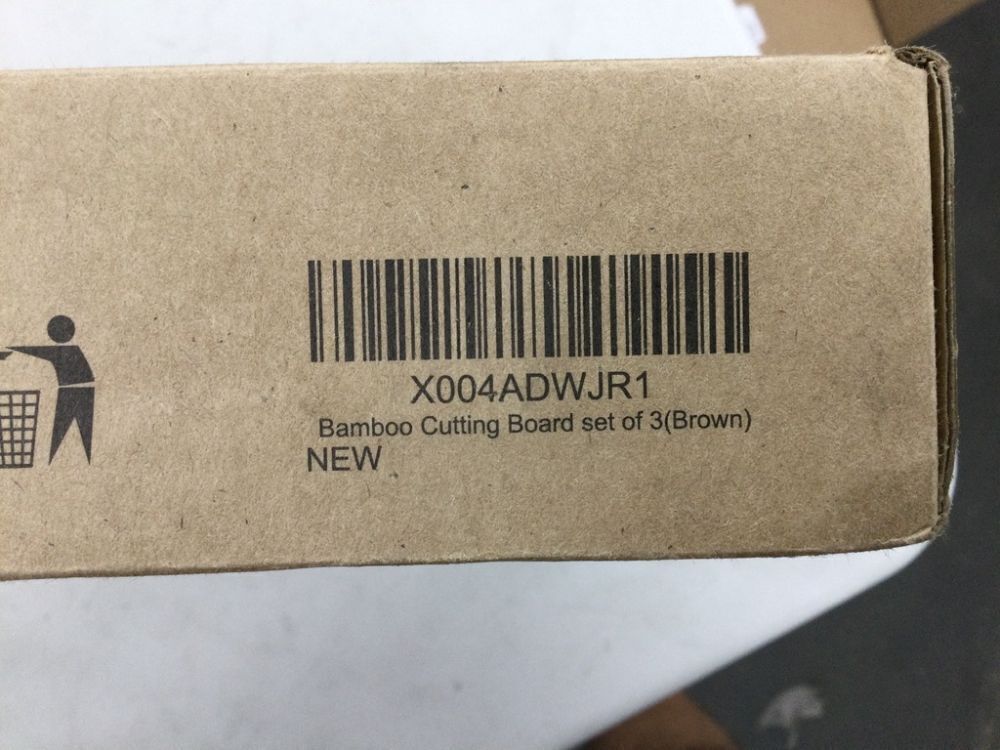 X004ADWJR1
Bamboo Cutting Board set of 3(Brown)
NEW